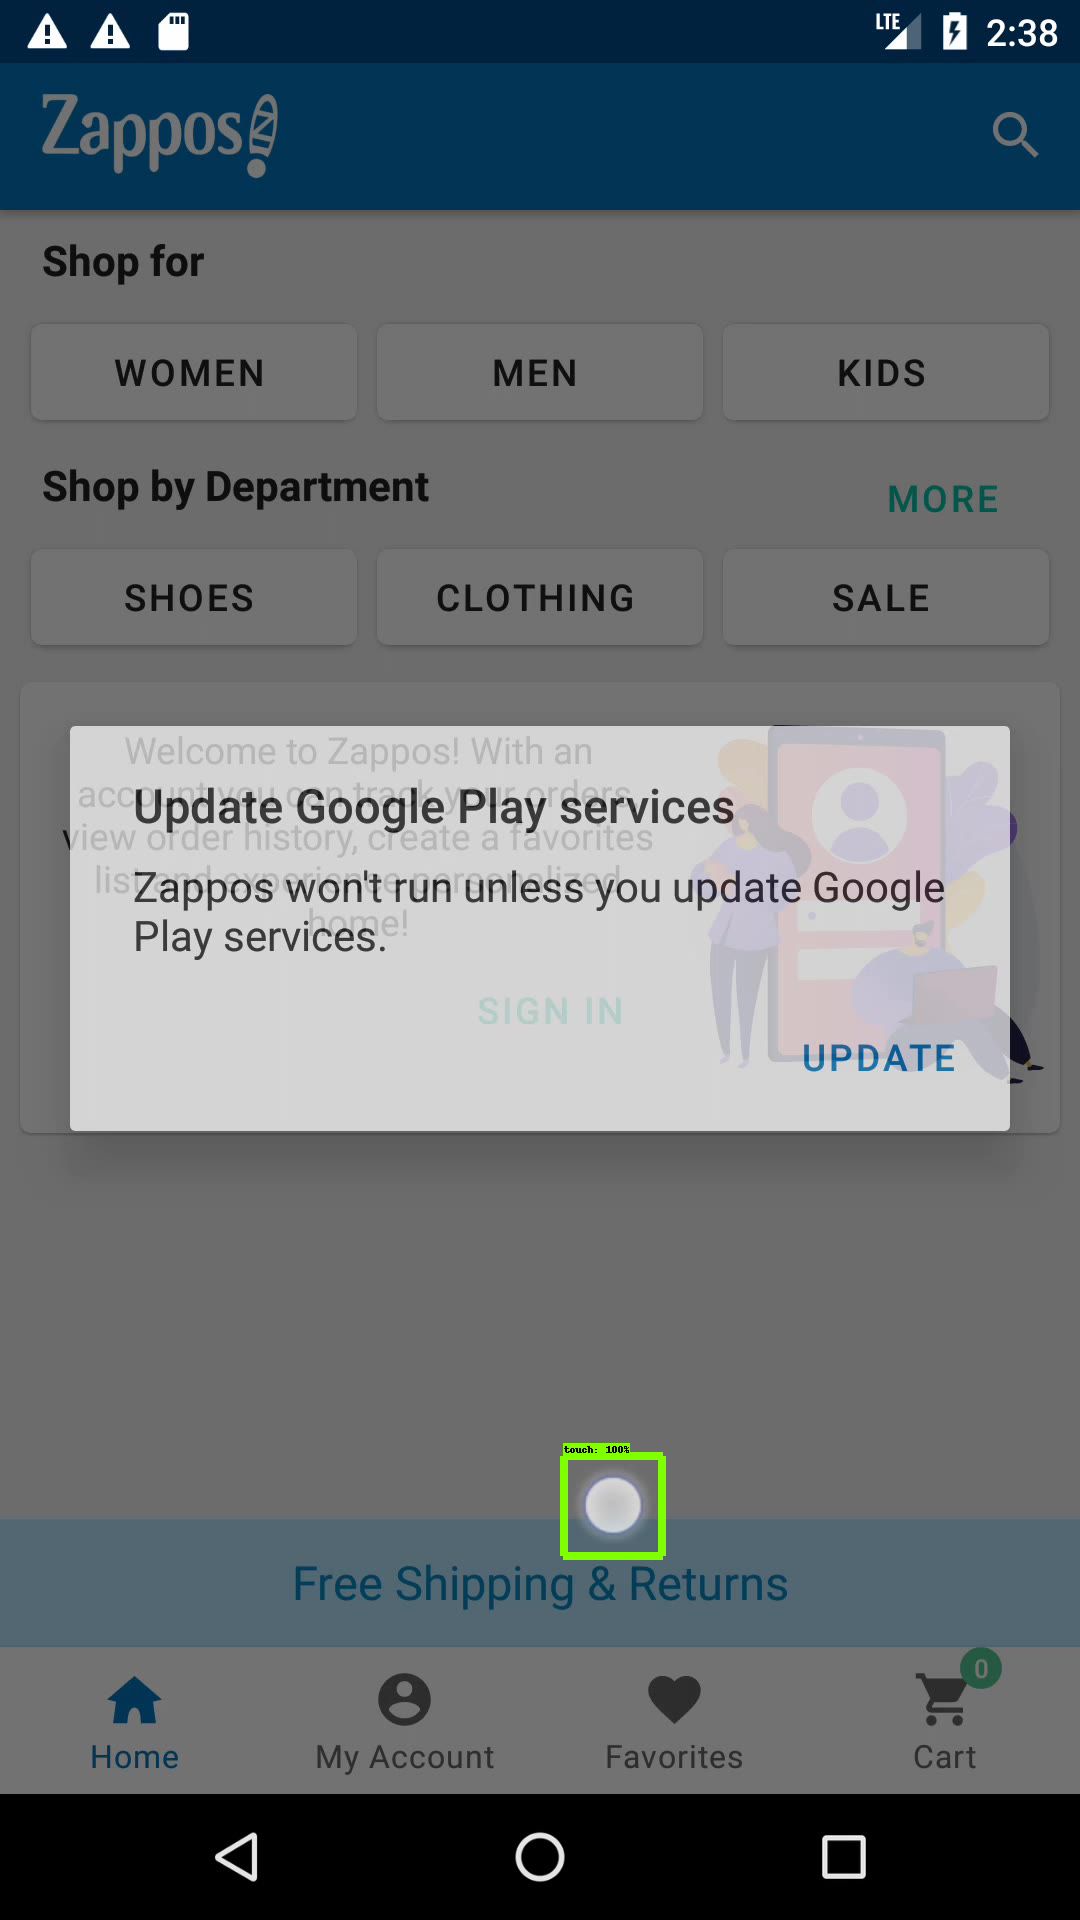 LTE 2:38
Zappos
Shop for
WOMEN MEN KIDS
Shop by Department
MORE
SHOES CLOTHING SALE
Welcome to Zappos! With an
account you can track your orders,
view order history, create a favorites
list and experience personalized
home!
SIGN IN
Update Google Play services
Zappos won't run unless you update Google
Play services.
UPDATE
touch: 100%
Free Shipping & Returns
0
Home My Account Favorites Cart